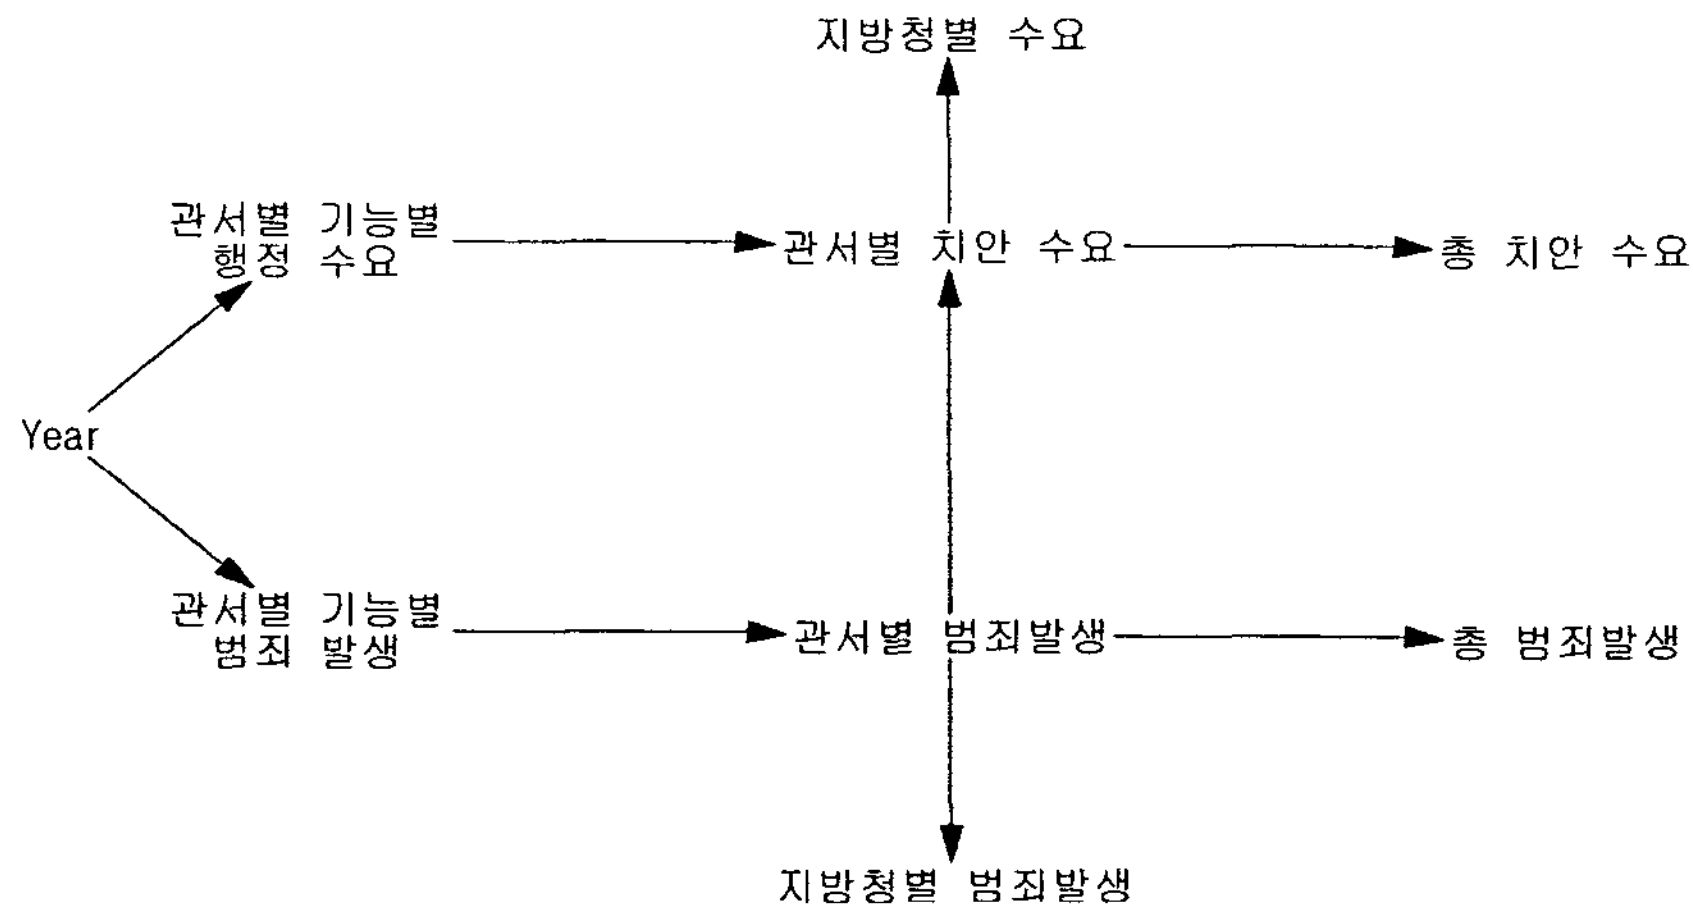 지방청별 수요
관서별 기능별
행정 수요
관서별 치안 수요
총 치안 수요
Year
관서별 기능별
범죄 발생
관서별 범죄발생
총 범죄발생
지방청별 범죄발생